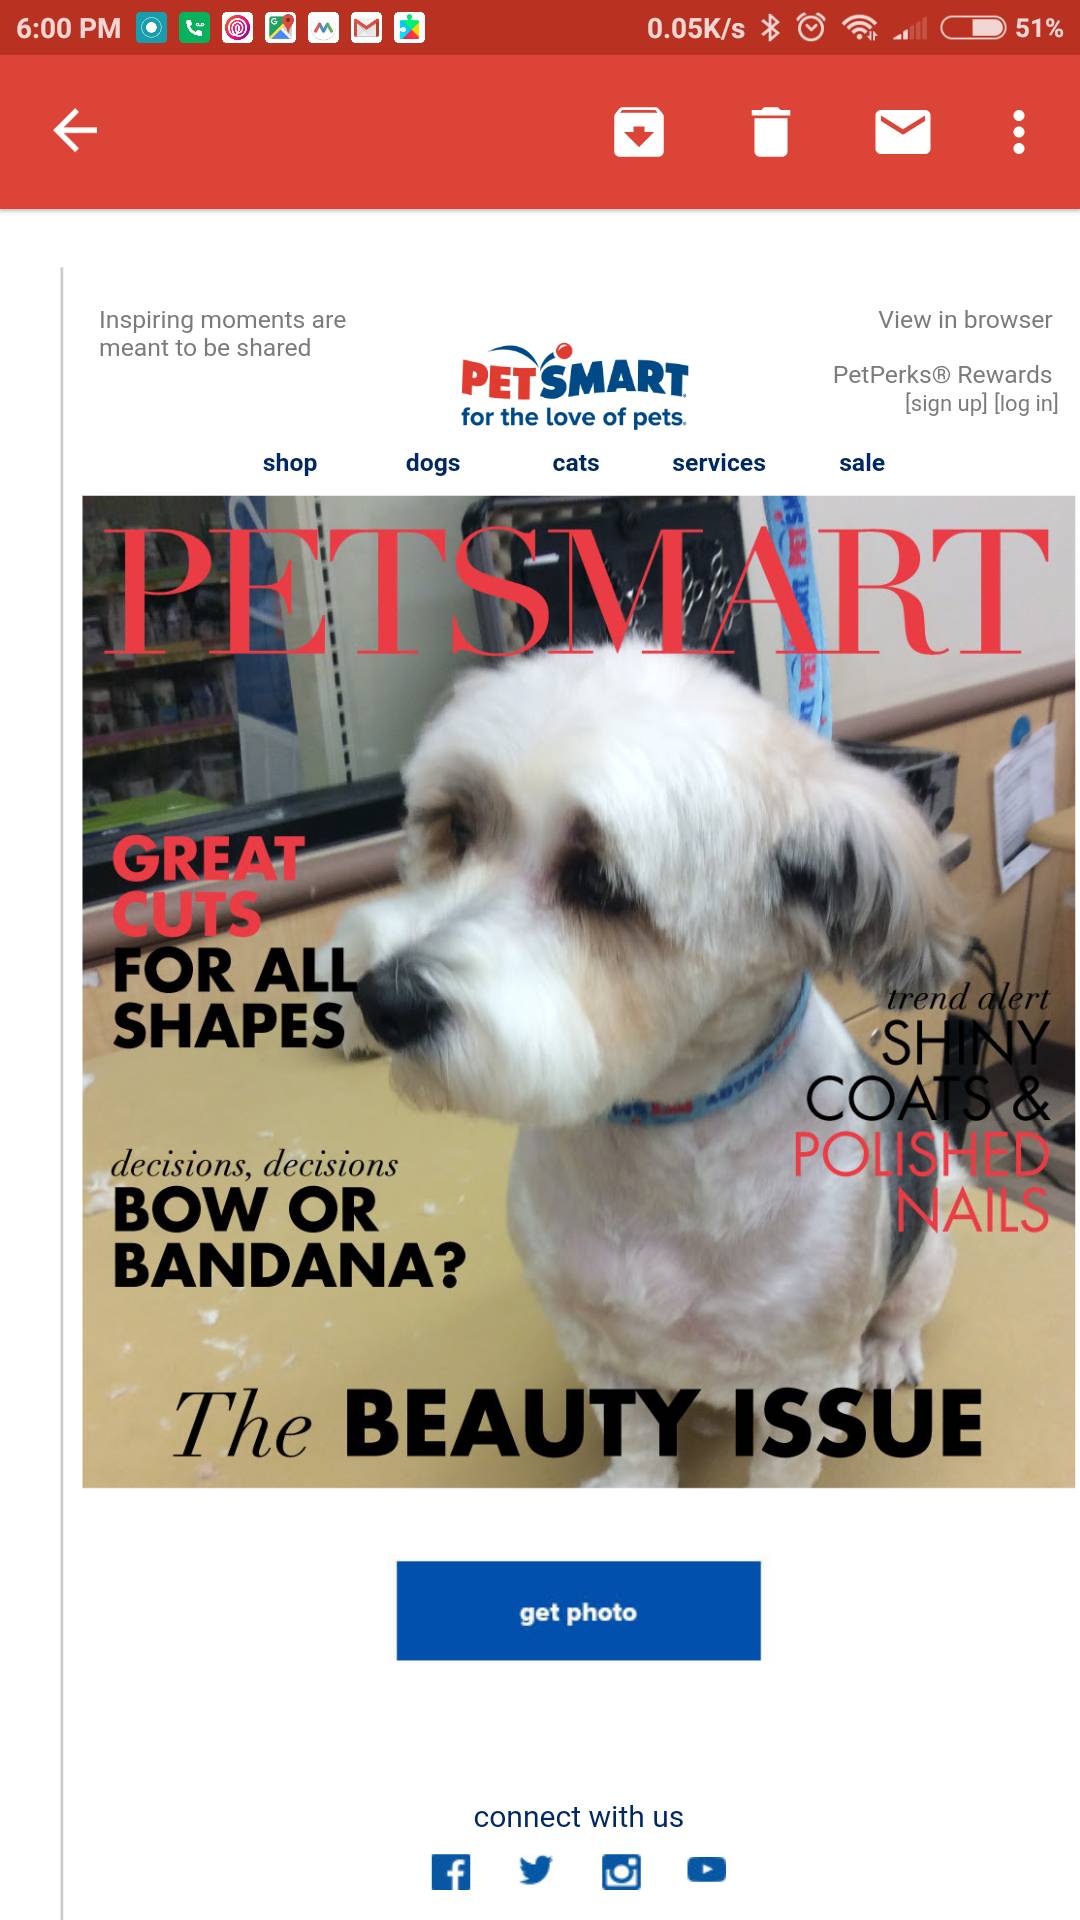 6:00 PM
0.05K/s
51%
Inspiring moments are
meant to be shared
View in browser
PetPerks® Rewards
[sign up] [log in]
PETSMART
for the love of pets.
shop dogs cats services sale
PETSMART
GREAT
CUTS
FOR ALL
SHAPES
trend alert
SHINY
COATS &
POLISHED
NAILS
decisions, decisions
BOW OR
BANDANA?
The BEAUTY ISSUE
get photo
connect with us